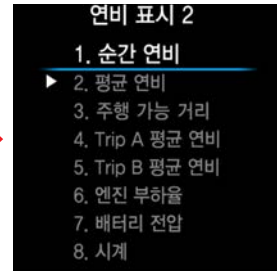 연비 표시 2
1. 순간 연비
▶ 2. 평균 연비
3. 주행 가능 거리
4. Trip A 평균 연비
5. Trip B 평균 연비
6. 엔진 부하율
7. 배터리 전압
8. 시계